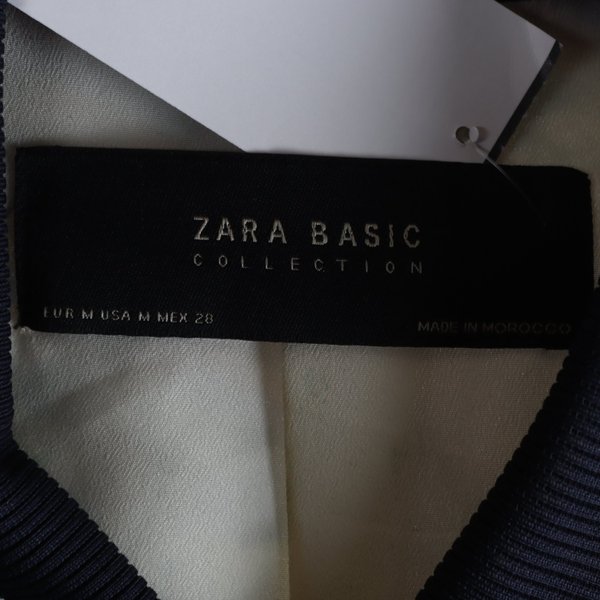 ZARA BASIC
COLLECTION
EUR M USA M MEX 28
MADE IN MOROCCO